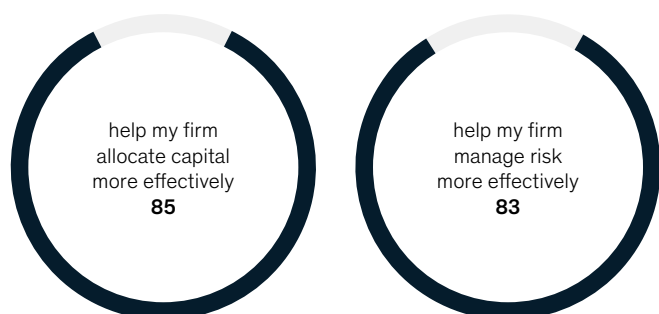 help my firm
allocate capital
more effectively
85
help my firm
manage risk
more effectively
83